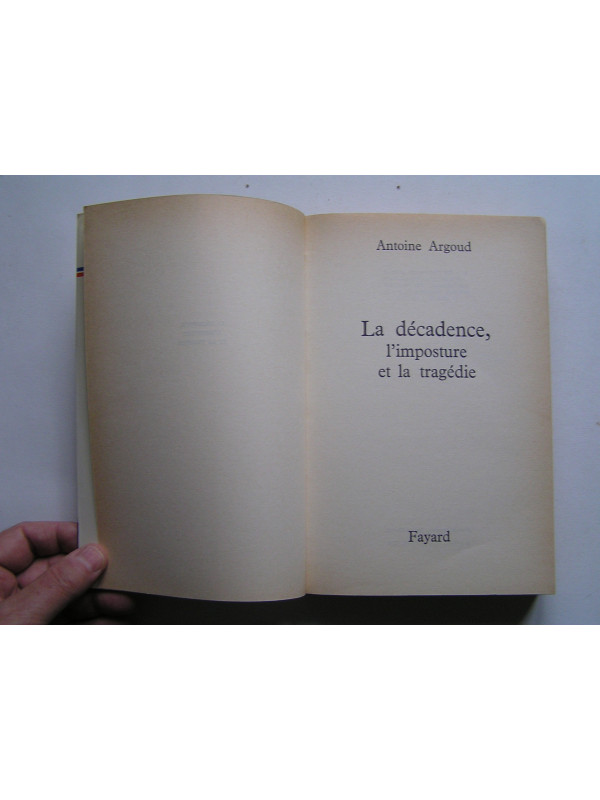 Antoine Argoud
La décadence,
l'imposture
et la tragédie
Fayard